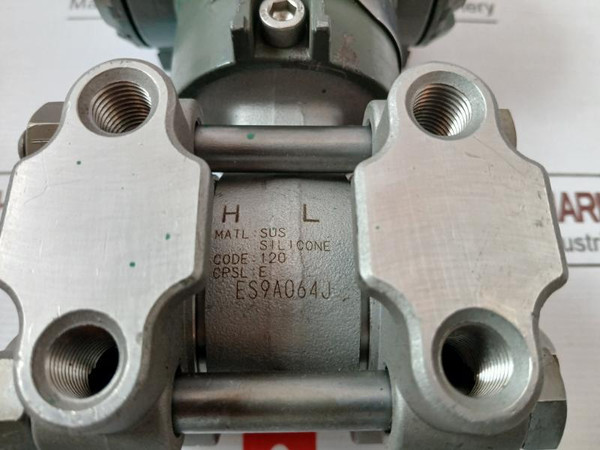 H L
MATL : SUS
SILICONE
CODE : 120
CPSL : E
ES9A064J